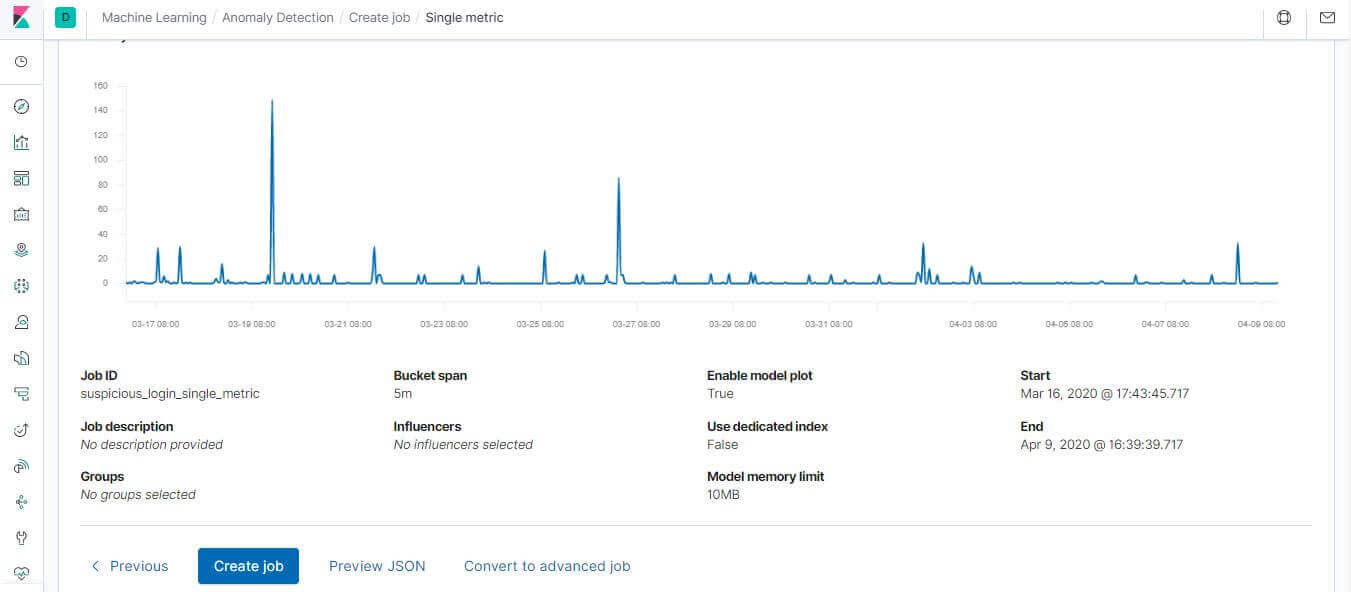 D
Machine Learning / Anomaly Detection / Create job / Single metric
160
140
120
100
80
60
40
20
0
03-17 08:00 03-19 08:00 03-21 08:00 03-23 08:00 03-25 08:00 03-27 08:00 03-29 08:00 03-31 08:00 04-03 08:00 04-05 08:00 04-07 08:00 04-09 08:00
Job ID
suspicious_login_single_metric
Job description
No description provided
Groups
No groups selected
Bucket span
5m
Influencers
No influencers selected
Enable model plot
True
Use dedicated index
False
Model memory limit
10MB
Start
Mar 16, 2020 @ 17:43:45.717
End
Apr 9, 2020 @ 16:39:39.717
Previous
Create job
Preview JSON
Convert to advanced job